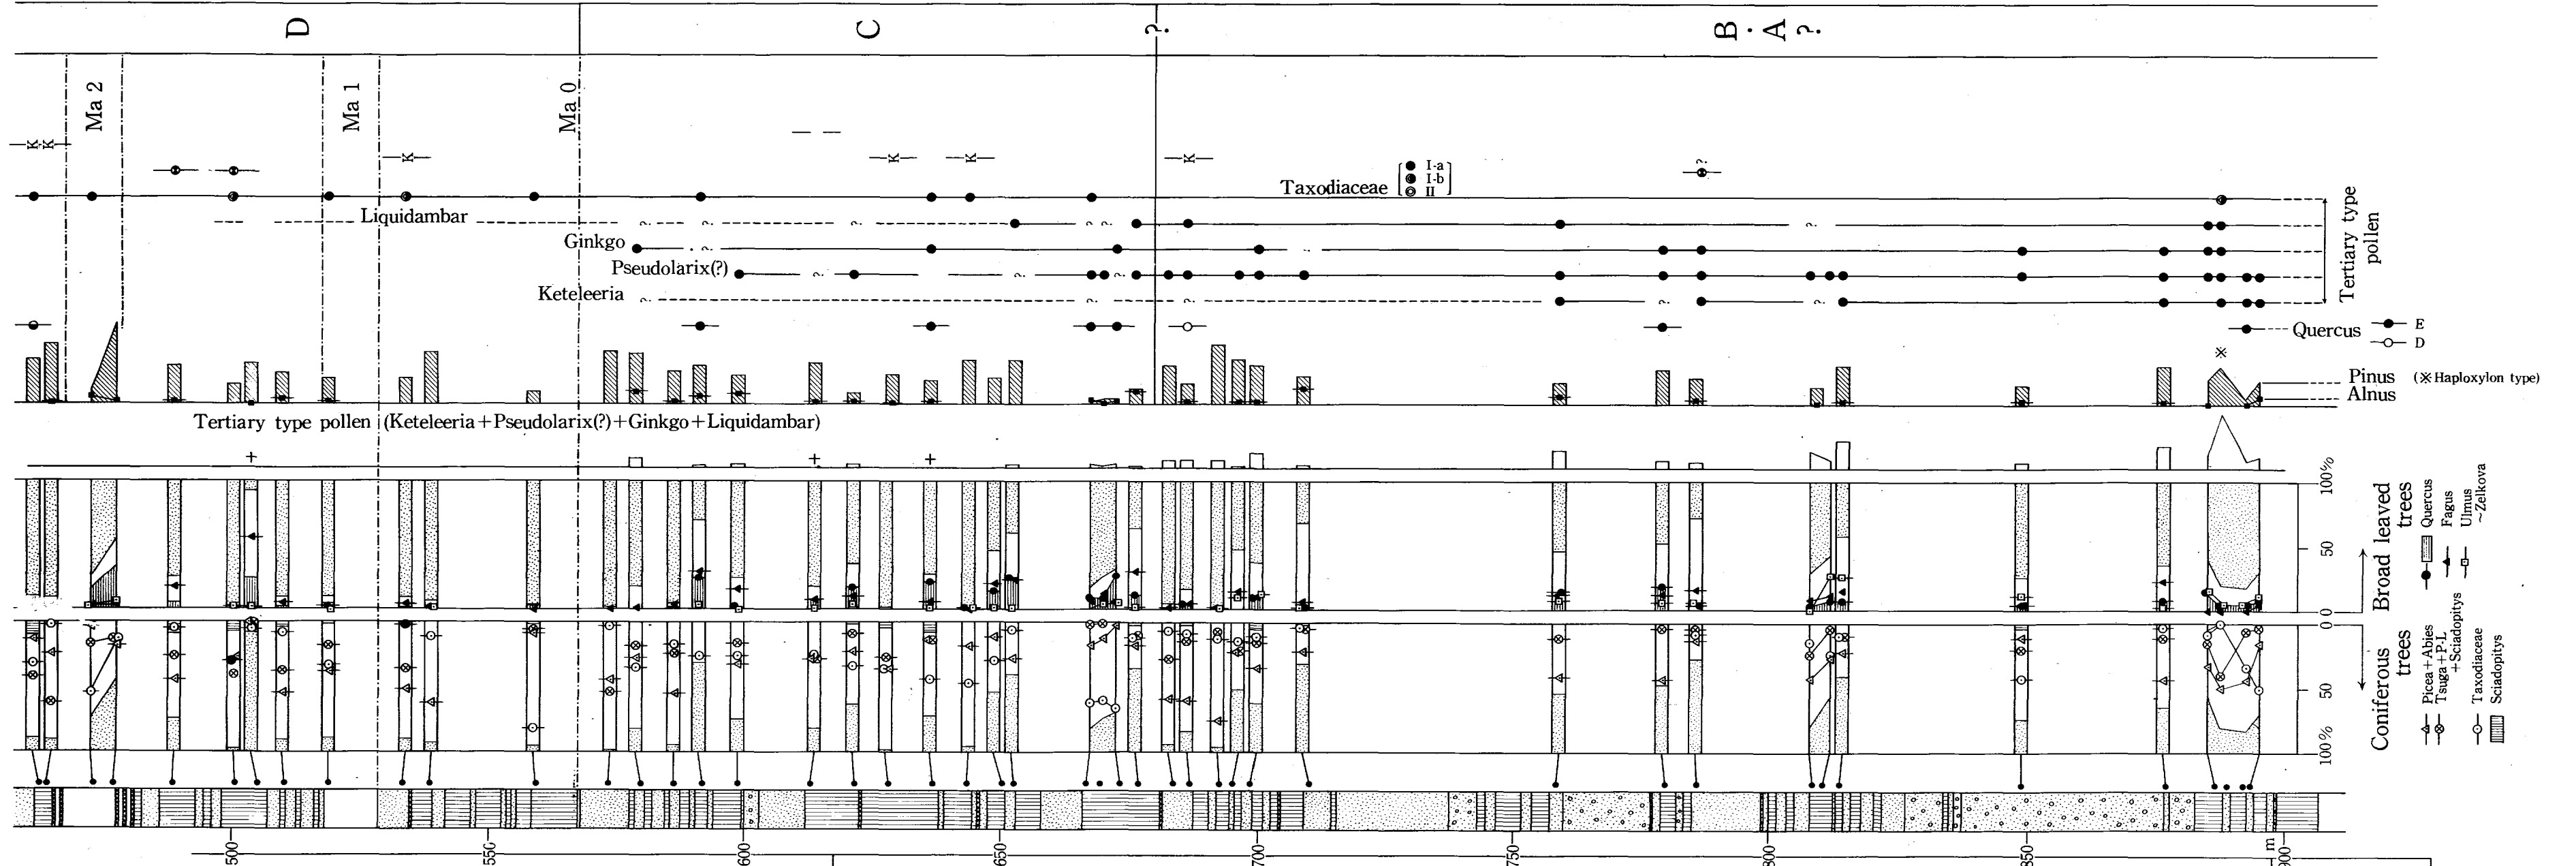 D
C
?
B · A ?
Ma 2
Ma 1
Ma 0
K K
K
K
K
K
?
Taxodiaceae
I-a
I-b
II
Liquidambar
Ginkgo
Pseudolarix(?)
Keteleeria
Tertiary type pollen
Quercus
E
D
Pinus (※Haploxylon type)
Alnus
Tertiary type pollen (Keteleeria+Pseudolarix(?)+Ginkgo+Liquidambar)
+
+
+
※
100%
50
0
0
50
100%
Broad leaved trees
Quercus
Fagus
Ulmus
~Zelkova
Coniferous trees
Picea+Abies
Tsuga+P.L
+Sciadopitys
Taxodiaceae
Sciadopitys
500
550
600
650
700
750
800
850
900
m